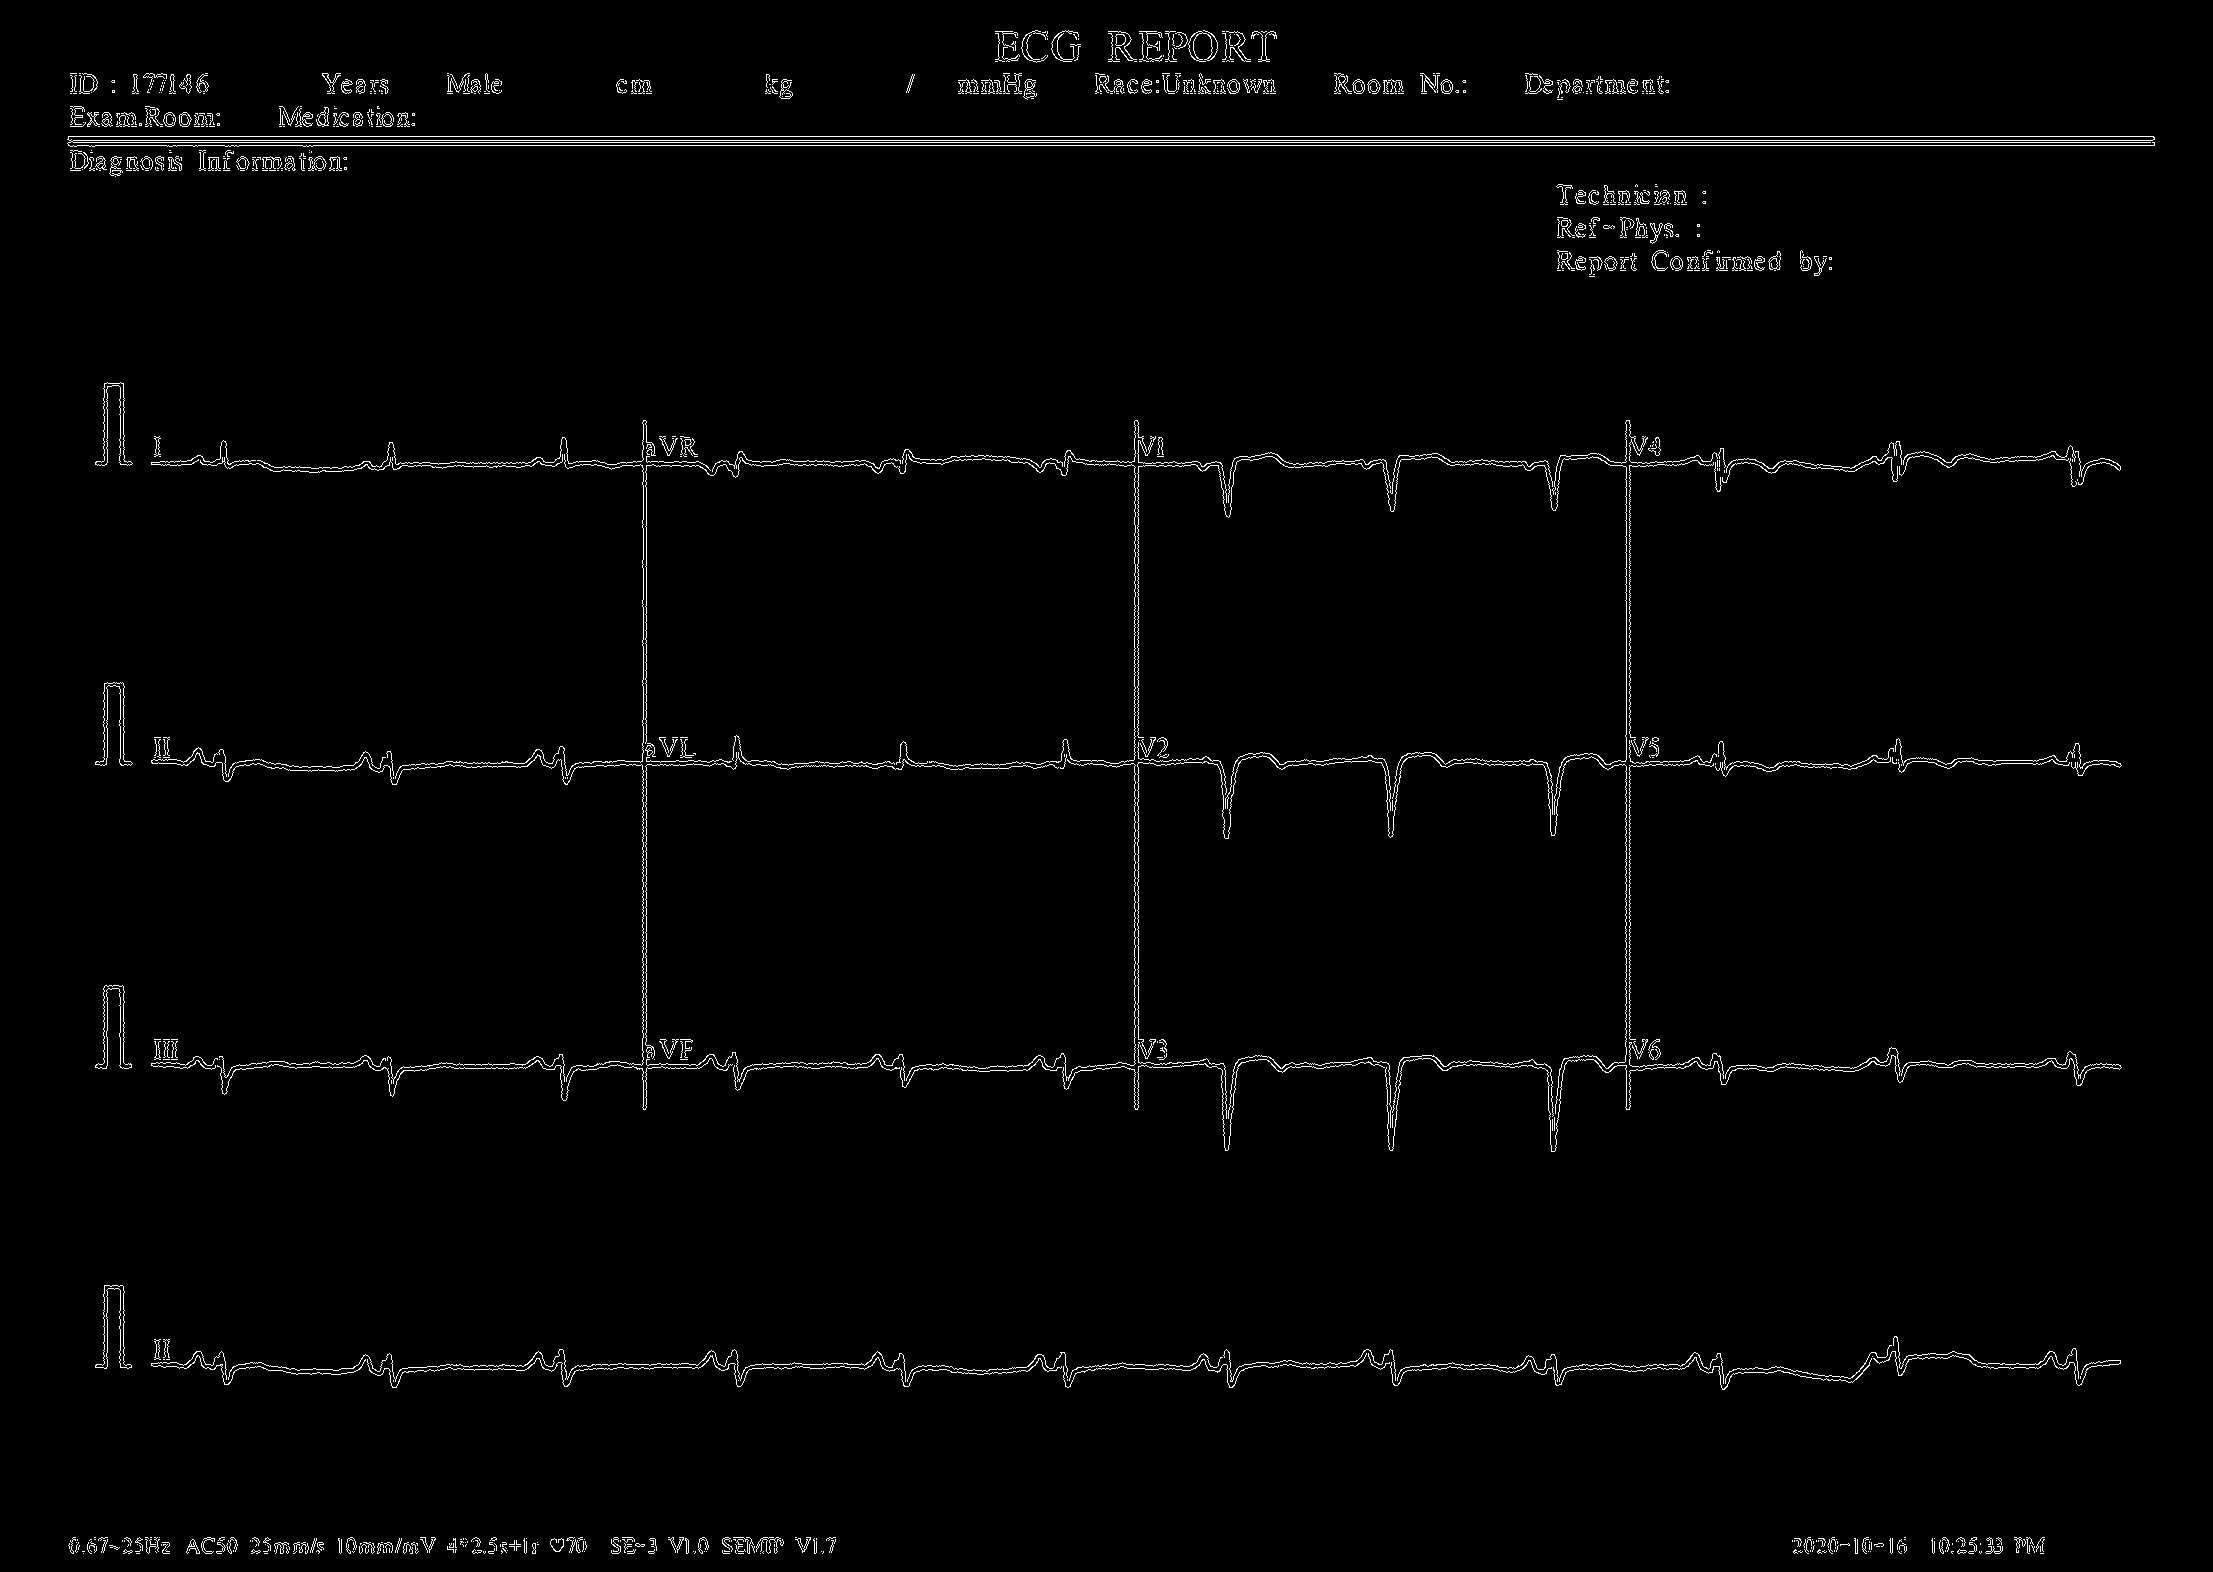 ECG REPORT
ID : 177146 Years Male cm kg / mmHg Race:Unknown Room No.: Department:
Exam.Room: Medication:
Diagnosis Information:
Technician :
Ref-Phys. :
Report Confirmed by:
I aVR V1 V4
II aVL V2 V5
III aVF V3 V6
II
0.67~25Hz AC50 25mm/s 10mm/mV 4*2.5s+1r ♡70 SE-3 V1.0 SEMIP V1.7
2020-10-16 10:25:33 PM